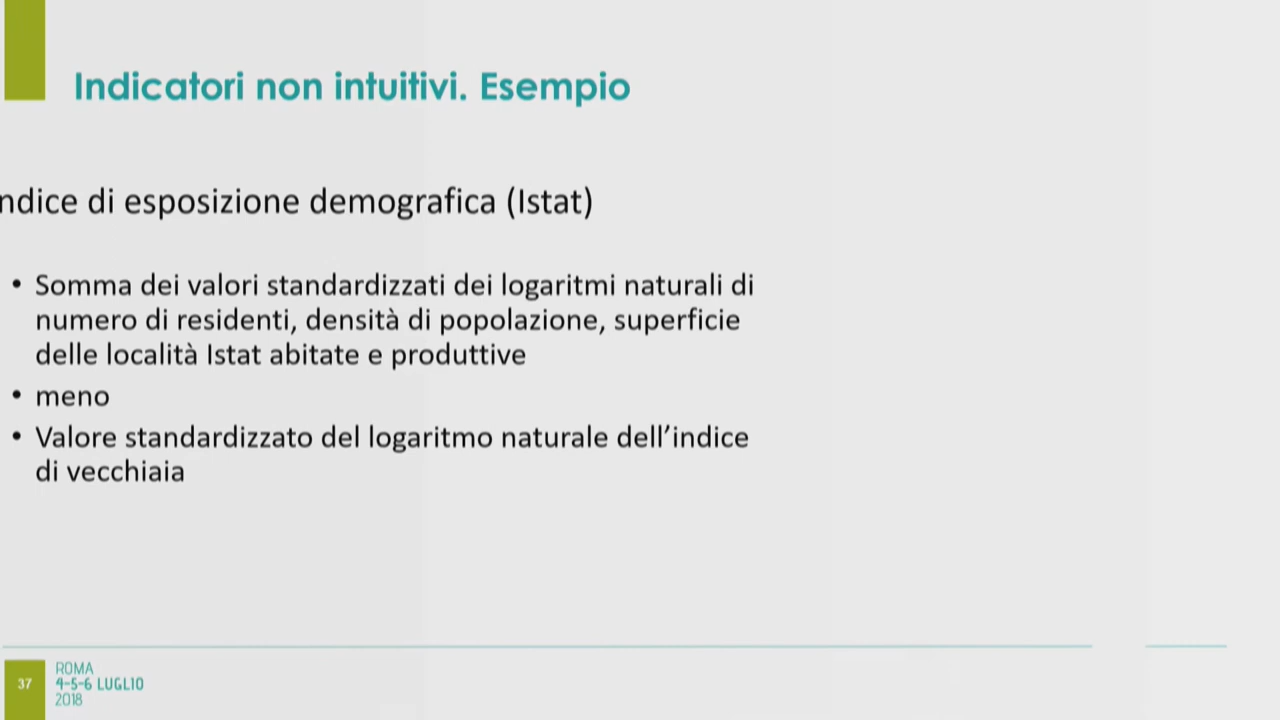 Indicatori non intuitivi. Esempio
ndice di esposizione demografica (Istat)
• Somma dei valori standardizzati dei logaritmi naturali di
numero di residenti, densità di popolazione, superficie
delle località Istat abitate e produttive
• meno
• Valore standardizzato del logaritmo naturale dell’indice
di vecchiaia
37
ROMA
4-5-6 LUGLIO
2018